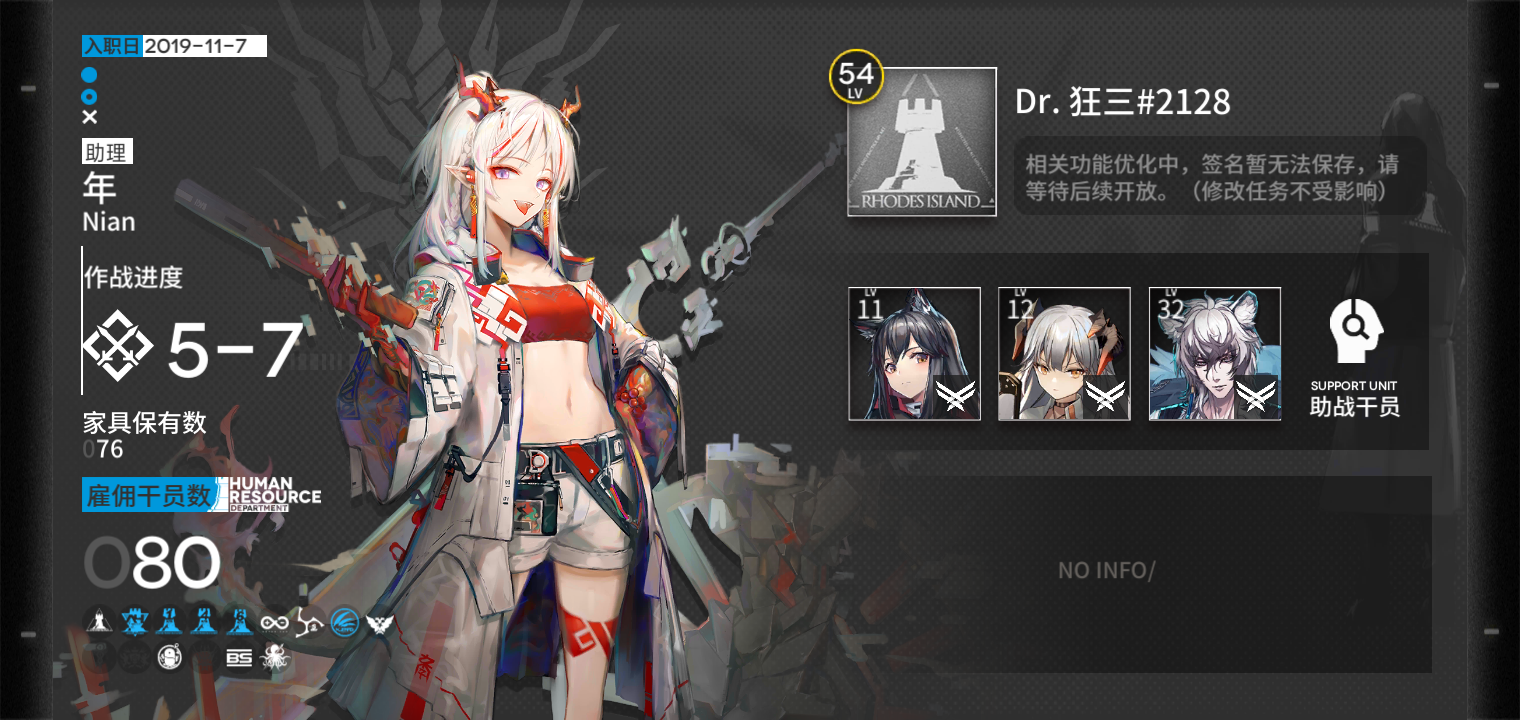 入职日 2019-11-7
助理
年
Nian
作战进度
5-7
家具保有数
076
雇佣干员数
HUMAN
RESOURCE
DEPARTMENT
080
BS
54
LV
RHODES ISLAND
Dr. 狂三#2128
相关功能优化中，签名暂无法保存，请
等待后续开放。（修改任务不受影响）
LV
11
LV
12
LV
32
SUPPORT UNIT
助战干员
NO INFO/